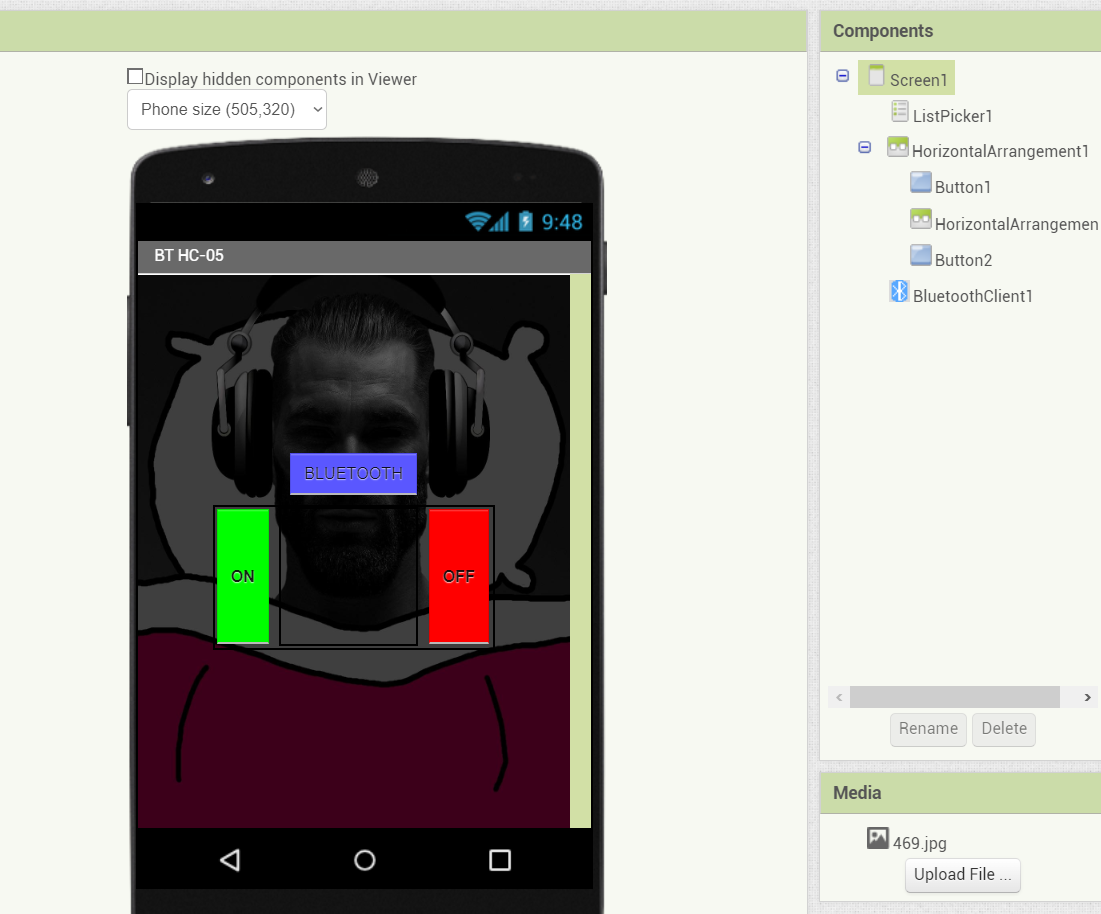 Components
Display hidden components in Viewer
Phone size (505,320)
Screen1
ListPicker1
HorizontalArrangement1
Button1
HorizontalArrangemen
Button2
BluetoothClient1
9:48
BT HC-05
BLUETOOTH
ON
OFF
Rename
Delete
Media
469.jpg
Upload File ...